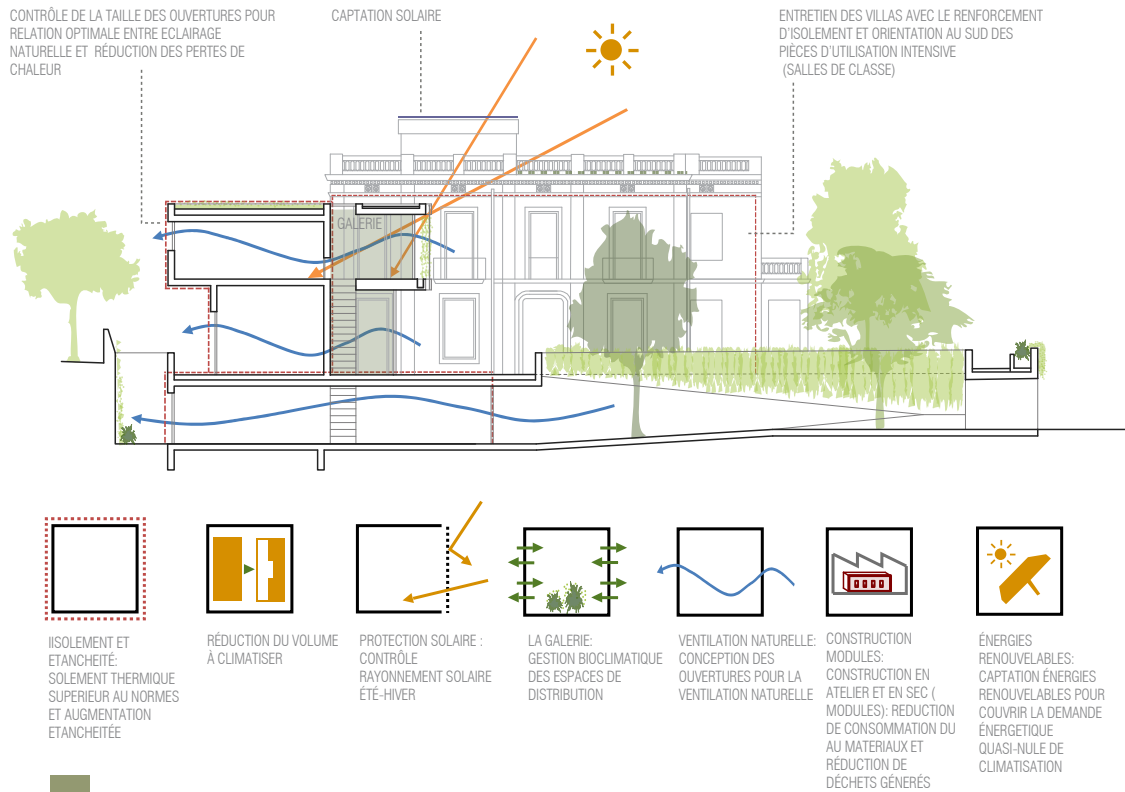 CONTRÔLE DE LA TAILLE DES OUVERTURES POUR
RELATION OPTIMALE ENTRE ECLAIRAGE
NATURELLE ET RÉDUCTION DES PERTES DE
CHALEUR
CAPTATION SOLAIRE
ENTRETIEN DES VILLAS AVEC LE RENFORCEMENT
D'ISOLEMENT ET ORIENTATION AU SUD DES
PIÈCES D'UTILISATION INTENSIVE
(SALLES DE CLASSE)
GALERIE
IISOLEMENT ET
ETANCHEITÉ:
SOLEMENT THERMIQUE
SUPERIEUR AU NORMES
ET AUGMENTATION
ETANCHEITÉE
RÉDUCTION DU VOLUME
À CLIMATISER
PROTECTION SOLAIRE :
CONTRÔLE
RAYONNEMENT SOLAIRE
ÉTÉ-HIVER
LA GALERIE:
GESTION BIOCLIMATIQUE
DES ESPACES DE
DISTRIBUTION
VENTILATION NATURELLE:
CONCEPTION DES
OUVERTURES POUR LA
VENTILATION NATURELLE
CONSTRUCTION
MODULES:
CONSTRUCTION EN
ATELIER ET EN SEC (
MODULES): REDUCTION
DE CONSOMMATION DU
AU MATERIAUX ET
RÉDUCTION DE
DÉCHETS GÉNERÉS
ÉNERGIES
RENOUVELABLES:
CAPTATION ÉNERGIES
RENOUVELABLES POUR
COUVRIR LA DEMANDE
ÉNERGETIQUE
QUASI-NULE DE
CLIMATISATION